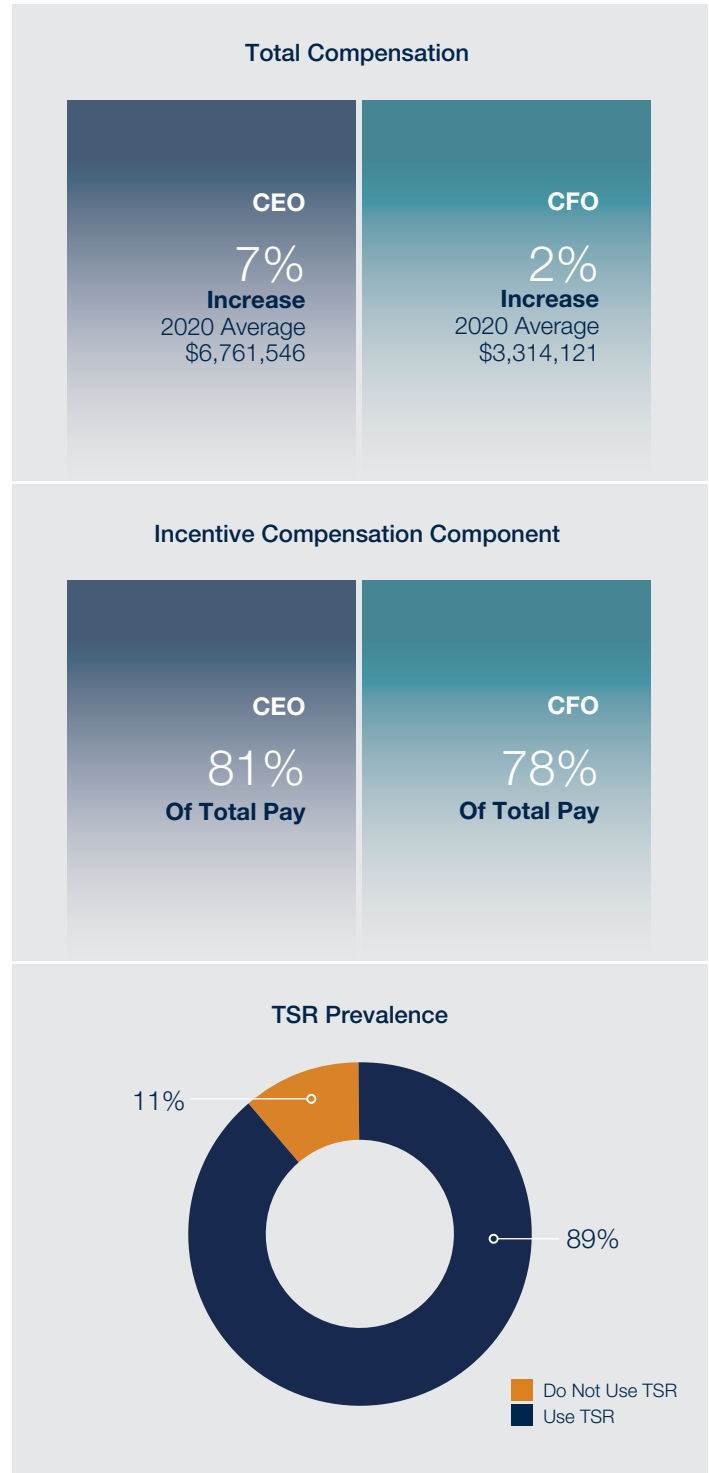 Total Compensation
CEO
7%
Increase
2020 Average
$6,761,546
CFO
2%
Increase
2020 Average
$3,314,121
Incentive Compensation Component
CEO
81%
Of Total Pay
CFO
78%
Of Total Pay
TSR Prevalence
11%
89%
Do Not Use TSR
Use TSR